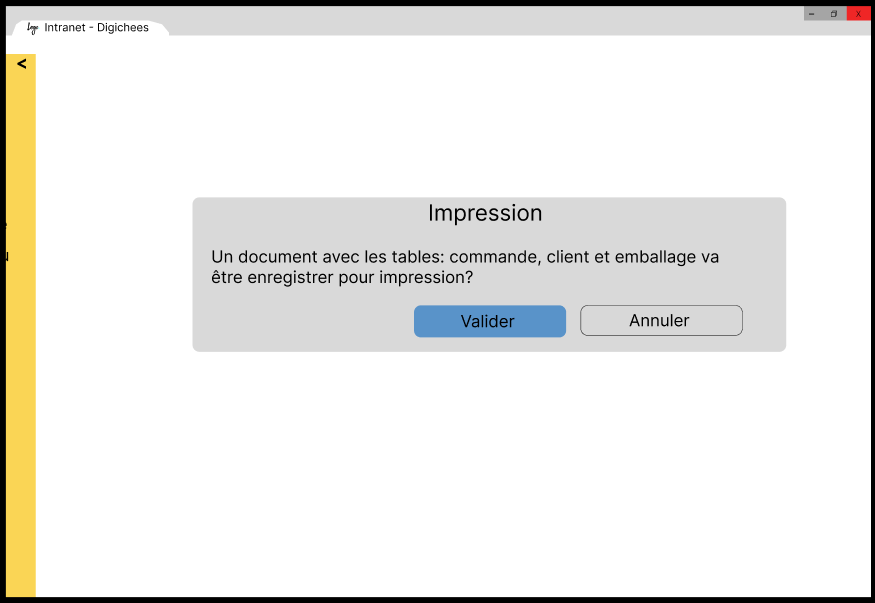 logo Intranet - Digichees
– X
<
Impression
Un document avec les tables: commande, client et emballage va
être enregistrer pour impression?
Valider Annuler